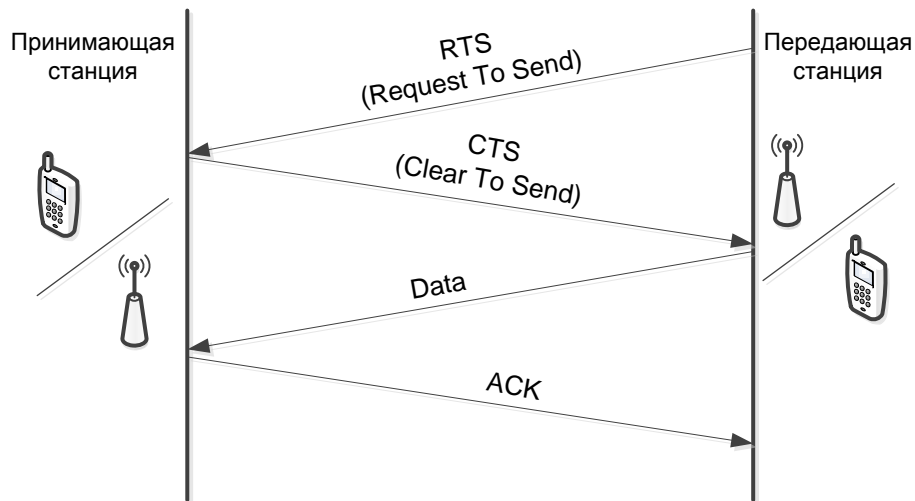 Принимающая
станция
RTS
(Request To Send)
Передающая
станция
CTS
(Clear To Send)
Data
ACK